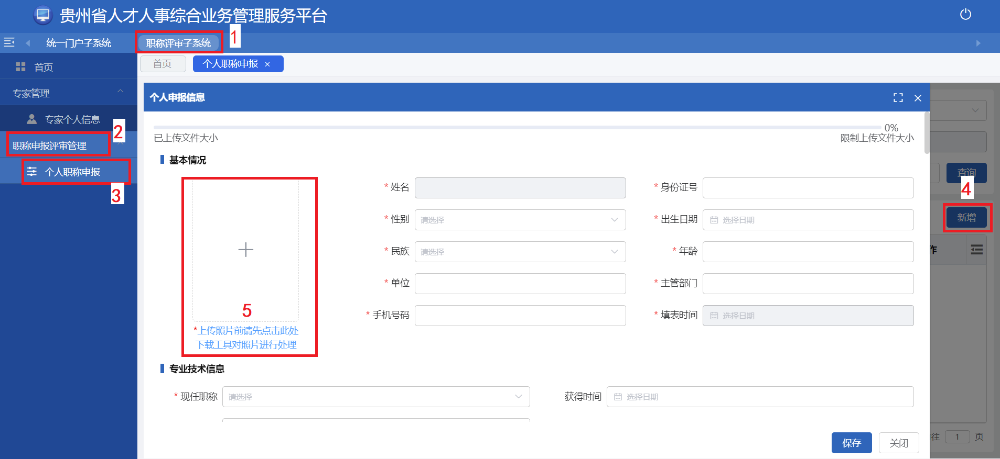 贵州省人才人事综合业务管理服务平台
统一门户子系统
职称评审子系统
1
首页
首页
个人职称申报 ×
专家管理
专家个人信息
2
职称申报评审管理
个人职称申报
3
个人申报信息
0%
已上传文件大小
限制上传文件大小
基本情况
* 姓名
* 身份证号
查询
4
新增
* 性别 请选择
* 出生日期 选择日期
* 民族 请选择
* 年龄
作
* 单位
* 主管部门
* 手机号码
* 填表时间 选择日期
5
*上传照片前请先点击此处
下载工具对照片进行处理
专业技术信息
* 现任职称 请选择
获得时间 选择日期
保存
关闭
往 1 页